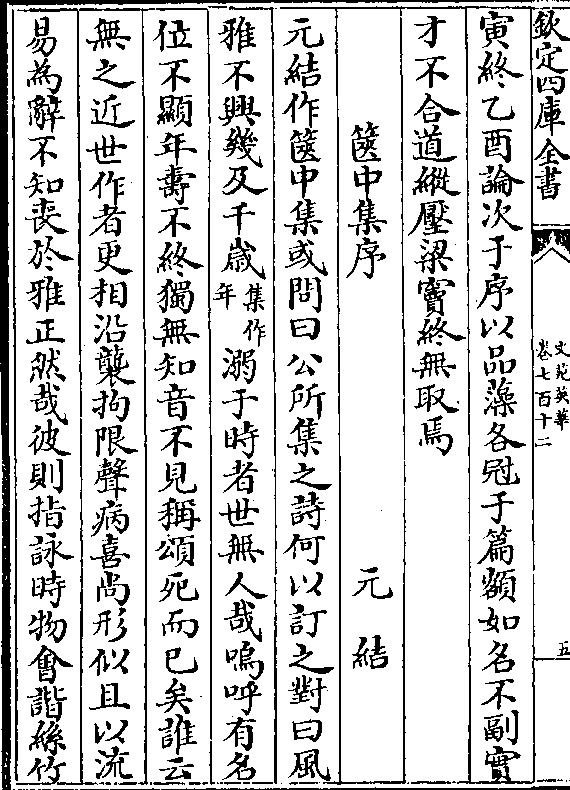 欽定四庫全書
文苑英華
卷七百十二
五
寅終乙酉論次于序以品藻各冠于篇額如名不副實
才不合道縱壓梁竇終無取焉
篋中集序
元結
元結作篋中集或問曰公所集之詩何以訂之對曰風
雅不興幾及千歲集作年溺于時者世無人哉嗚呼有名
位不顯年壽不終獨無知音不見稱頌死而已矣誰云
無之近世作者更相沿襲拘限聲病喜尚形似且以流
易為辭不知喪於雅正然哉彼則指詠時物會諧絲竹